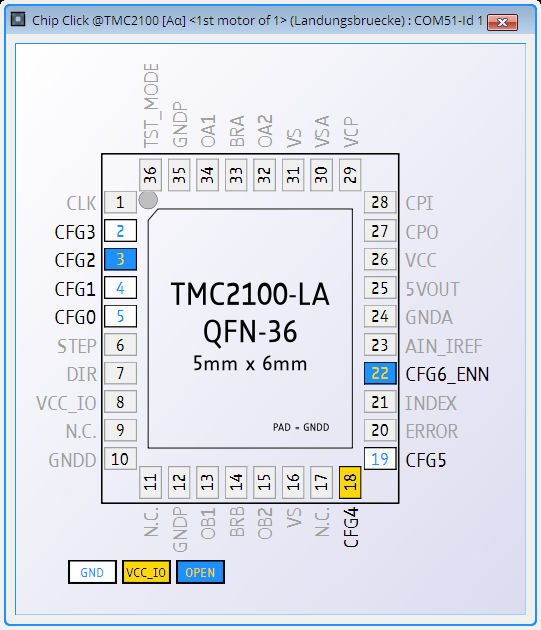 Chip Click @TMC2100 [Aα] <1st motor of 1> (Landungsbruecke) : COM51-Id 1
TST_MODE
GNDP
OA1
BRA
OA2
VS
VSA
VCP
36 35 34 33 32 31 30 29
CLK 1
CFG3 2
CFG2 3
CFG1 4
CFG0 5
STEP 6
DIR 7
VCC_IO 8
N.C. 9
GNDD 10
TMC2100-LA
QFN-36
5mm x 6mm
PAD = GNDD
28 CPI
27 CPO
26 VCC
25 5VOUT
24 GNDA
23 AIN_IREF
22 CFG6_ENN
21 INDEX
20 ERROR
19 CFG5
11 12 13 14 15 16 17 18
N.C.
GNDP
OB1
BRB
OB2
VS
N.C.
CFG4
GND VCC_IO OPEN